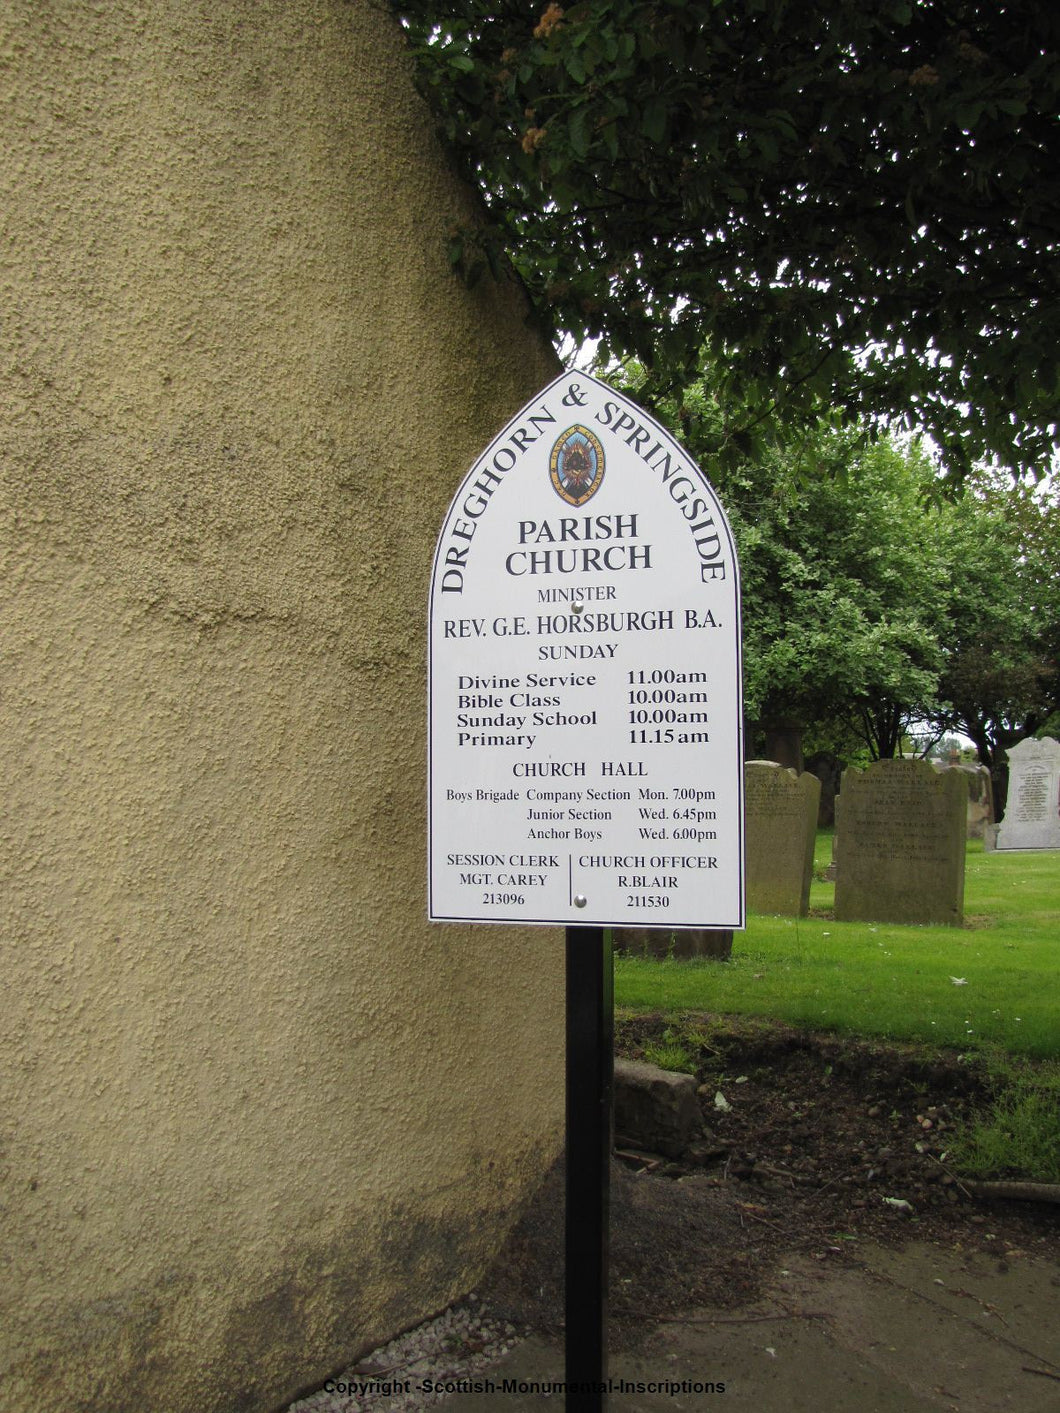 DREGHORN & SPRINGSIDE
PARISH
CHURCH
MINISTER
REV. G.E. HORSBURGH B.A.
SUNDAY
Divine Service 11.00am
Bible Class 10.00am
Sunday School 10.00am
Primary 11.15am
CHURCH HALL
Boys Brigade Company Section Mon. 7.00pm
Junior Section Wed. 6.45pm
Anchor Boys Wed. 6.00pm
SESSION CLERK
MGT. CAREY
213096
CHURCH OFFICER
R.BLAIR
211530
Copyright -Scottish-Monumental-Inscriptions